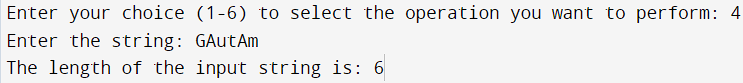 Enter your choice (1-6) to select the operation you want to perform: 4
Enter the string: GAutAm
The length of the input string is: 6